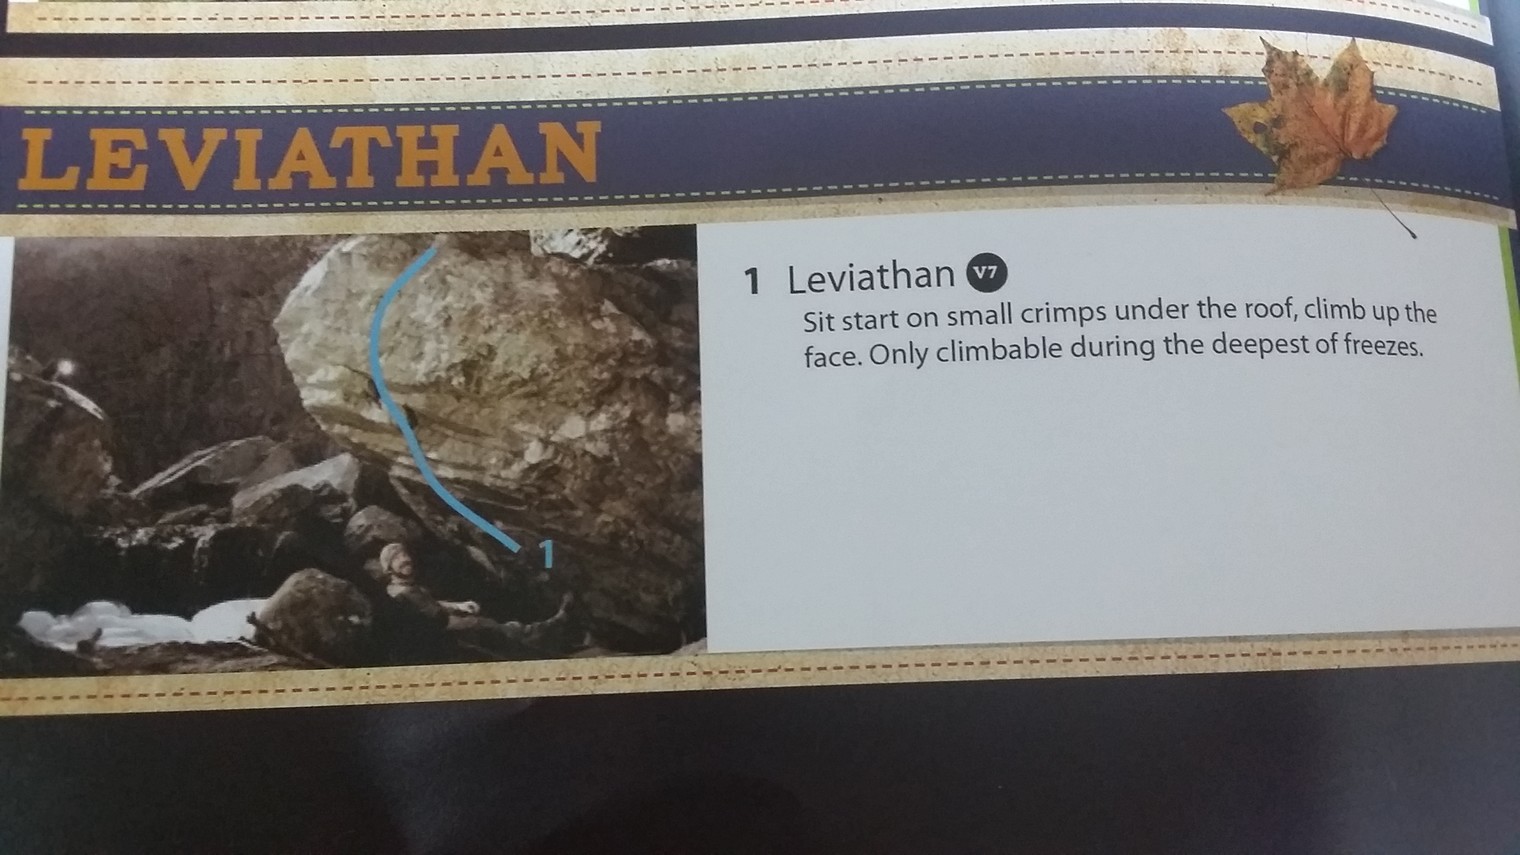 LEVIATHAN
1 Leviathan V7
Sit start on small crimps under the roof, climb up the
face. Only climbable during the deepest of freezes.
1